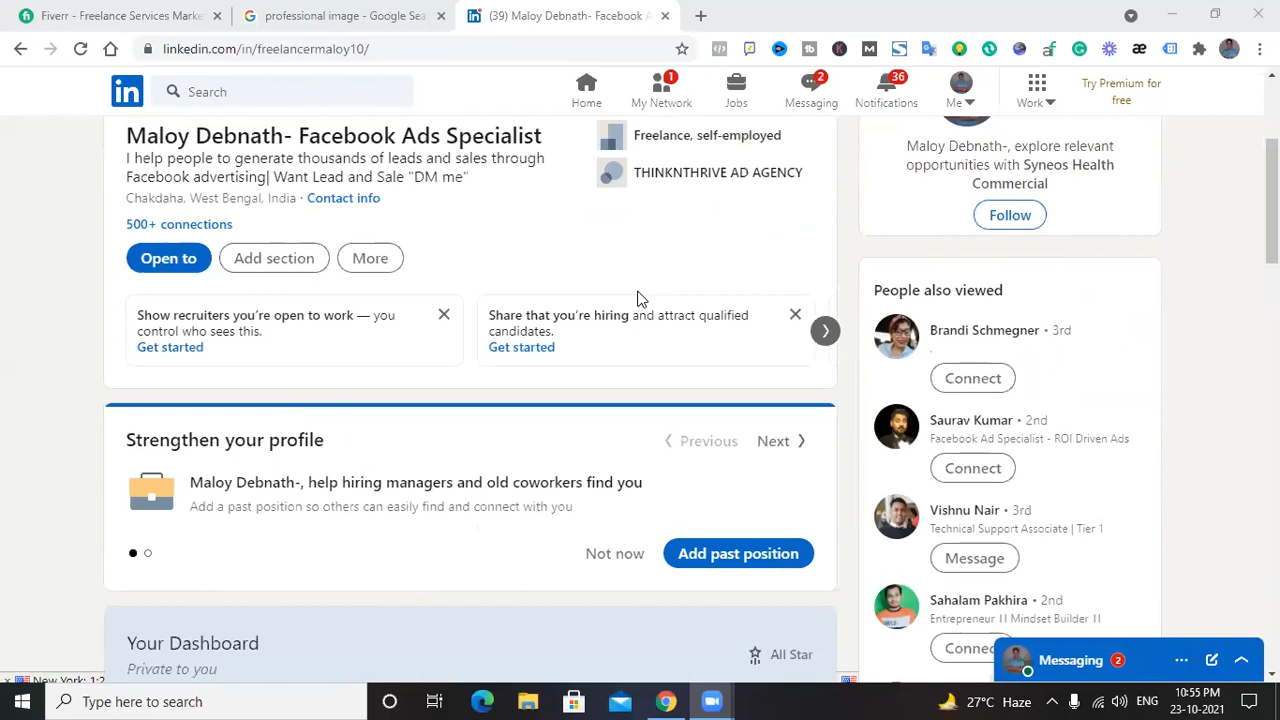 Fiverr - Freelance Services Marke
professional image - Google Sea
(39) Maloy Debnath- Facebook A
linkedin.com/in/freelancermaloy10/
in
Search
Home
1
My Network
Jobs
2
Messaging
36
Notifications
Me
Work
Try Premium for
free
Maloy Debnath- Facebook Ads Specialist
I help people to generate thousands of leads and sales through
Facebook advertising| Want Lead and Sale "DM me"
Chakdaha, West Bengal, India · Contact info
500+ connections
Open to
Add section
More
Freelance, self-employed
THINKNTHRIVE AD AGENCY
Show recruiters you're open to work — you
control who sees this.
Get started
Share that you're hiring and attract qualified
candidates.
Get started
Strengthen your profile
Previous
Next
Maloy Debnath-, help hiring managers and old coworkers find you
Add a past position so others can easily find and connect with you
Not now
Add past position
Your Dashboard
Private to you
All Star
Maloy Debnath-, explore relevant
opportunities with Syneos Health
Commercial
Follow
People also viewed
Brandi Schmegner • 3rd
.
Connect
Saurav Kumar • 2nd
Facebook Ad Specialist - ROI Driven Ads
Connect
Vishnu Nair • 3rd
Technical Support Associate | Tier 1
Message
Sahalam Pakhira • 2nd
Entrepreneur II Mindset Builder II
Connec
Messaging 2
New York: 1:2
Type here to search
27°C Haze
ENG
10:55 PM
23-10-2021